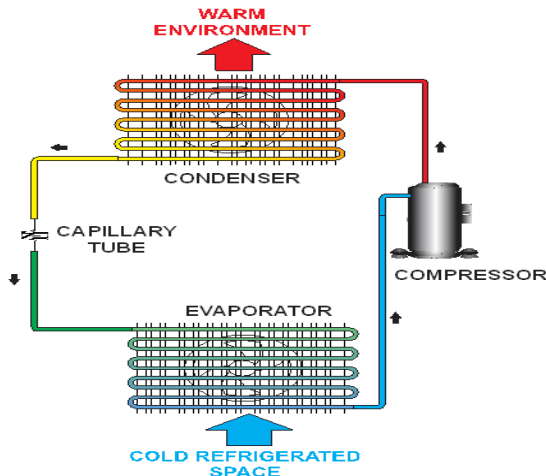 WARM
ENVIRONMENT
CONDENSER
CAPILLARY
TUBE
COMPRESSOR
EVAPORATOR
COLD REFRIGERATED
SPACE